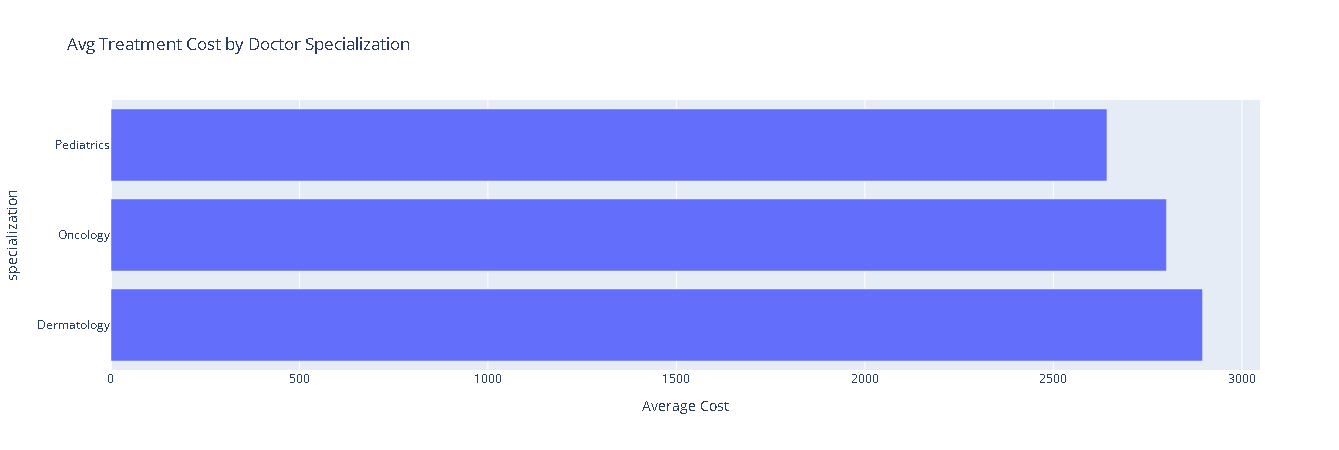 Avg Treatment Cost by Doctor Specialization
specialization
Pediatrics
Oncology
Dermatology
0 500 1000 1500 2000 2500 3000
Average Cost